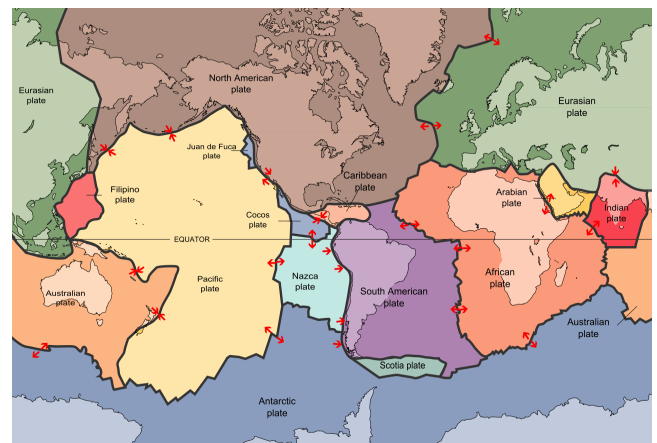 North American
plate
Eurasian
plate
Eurasian
plate
Juan de Fuca
plate
Caribbean
plate
Filipino
plate
Arabian
plate
Indian
plate
Cocos
plate
EQUATOR
Pacific
plate
Nazca
plate
South American
plate
African
plate
Australian
plate
Australian
plate
Scotia plate
Antarctic
plate